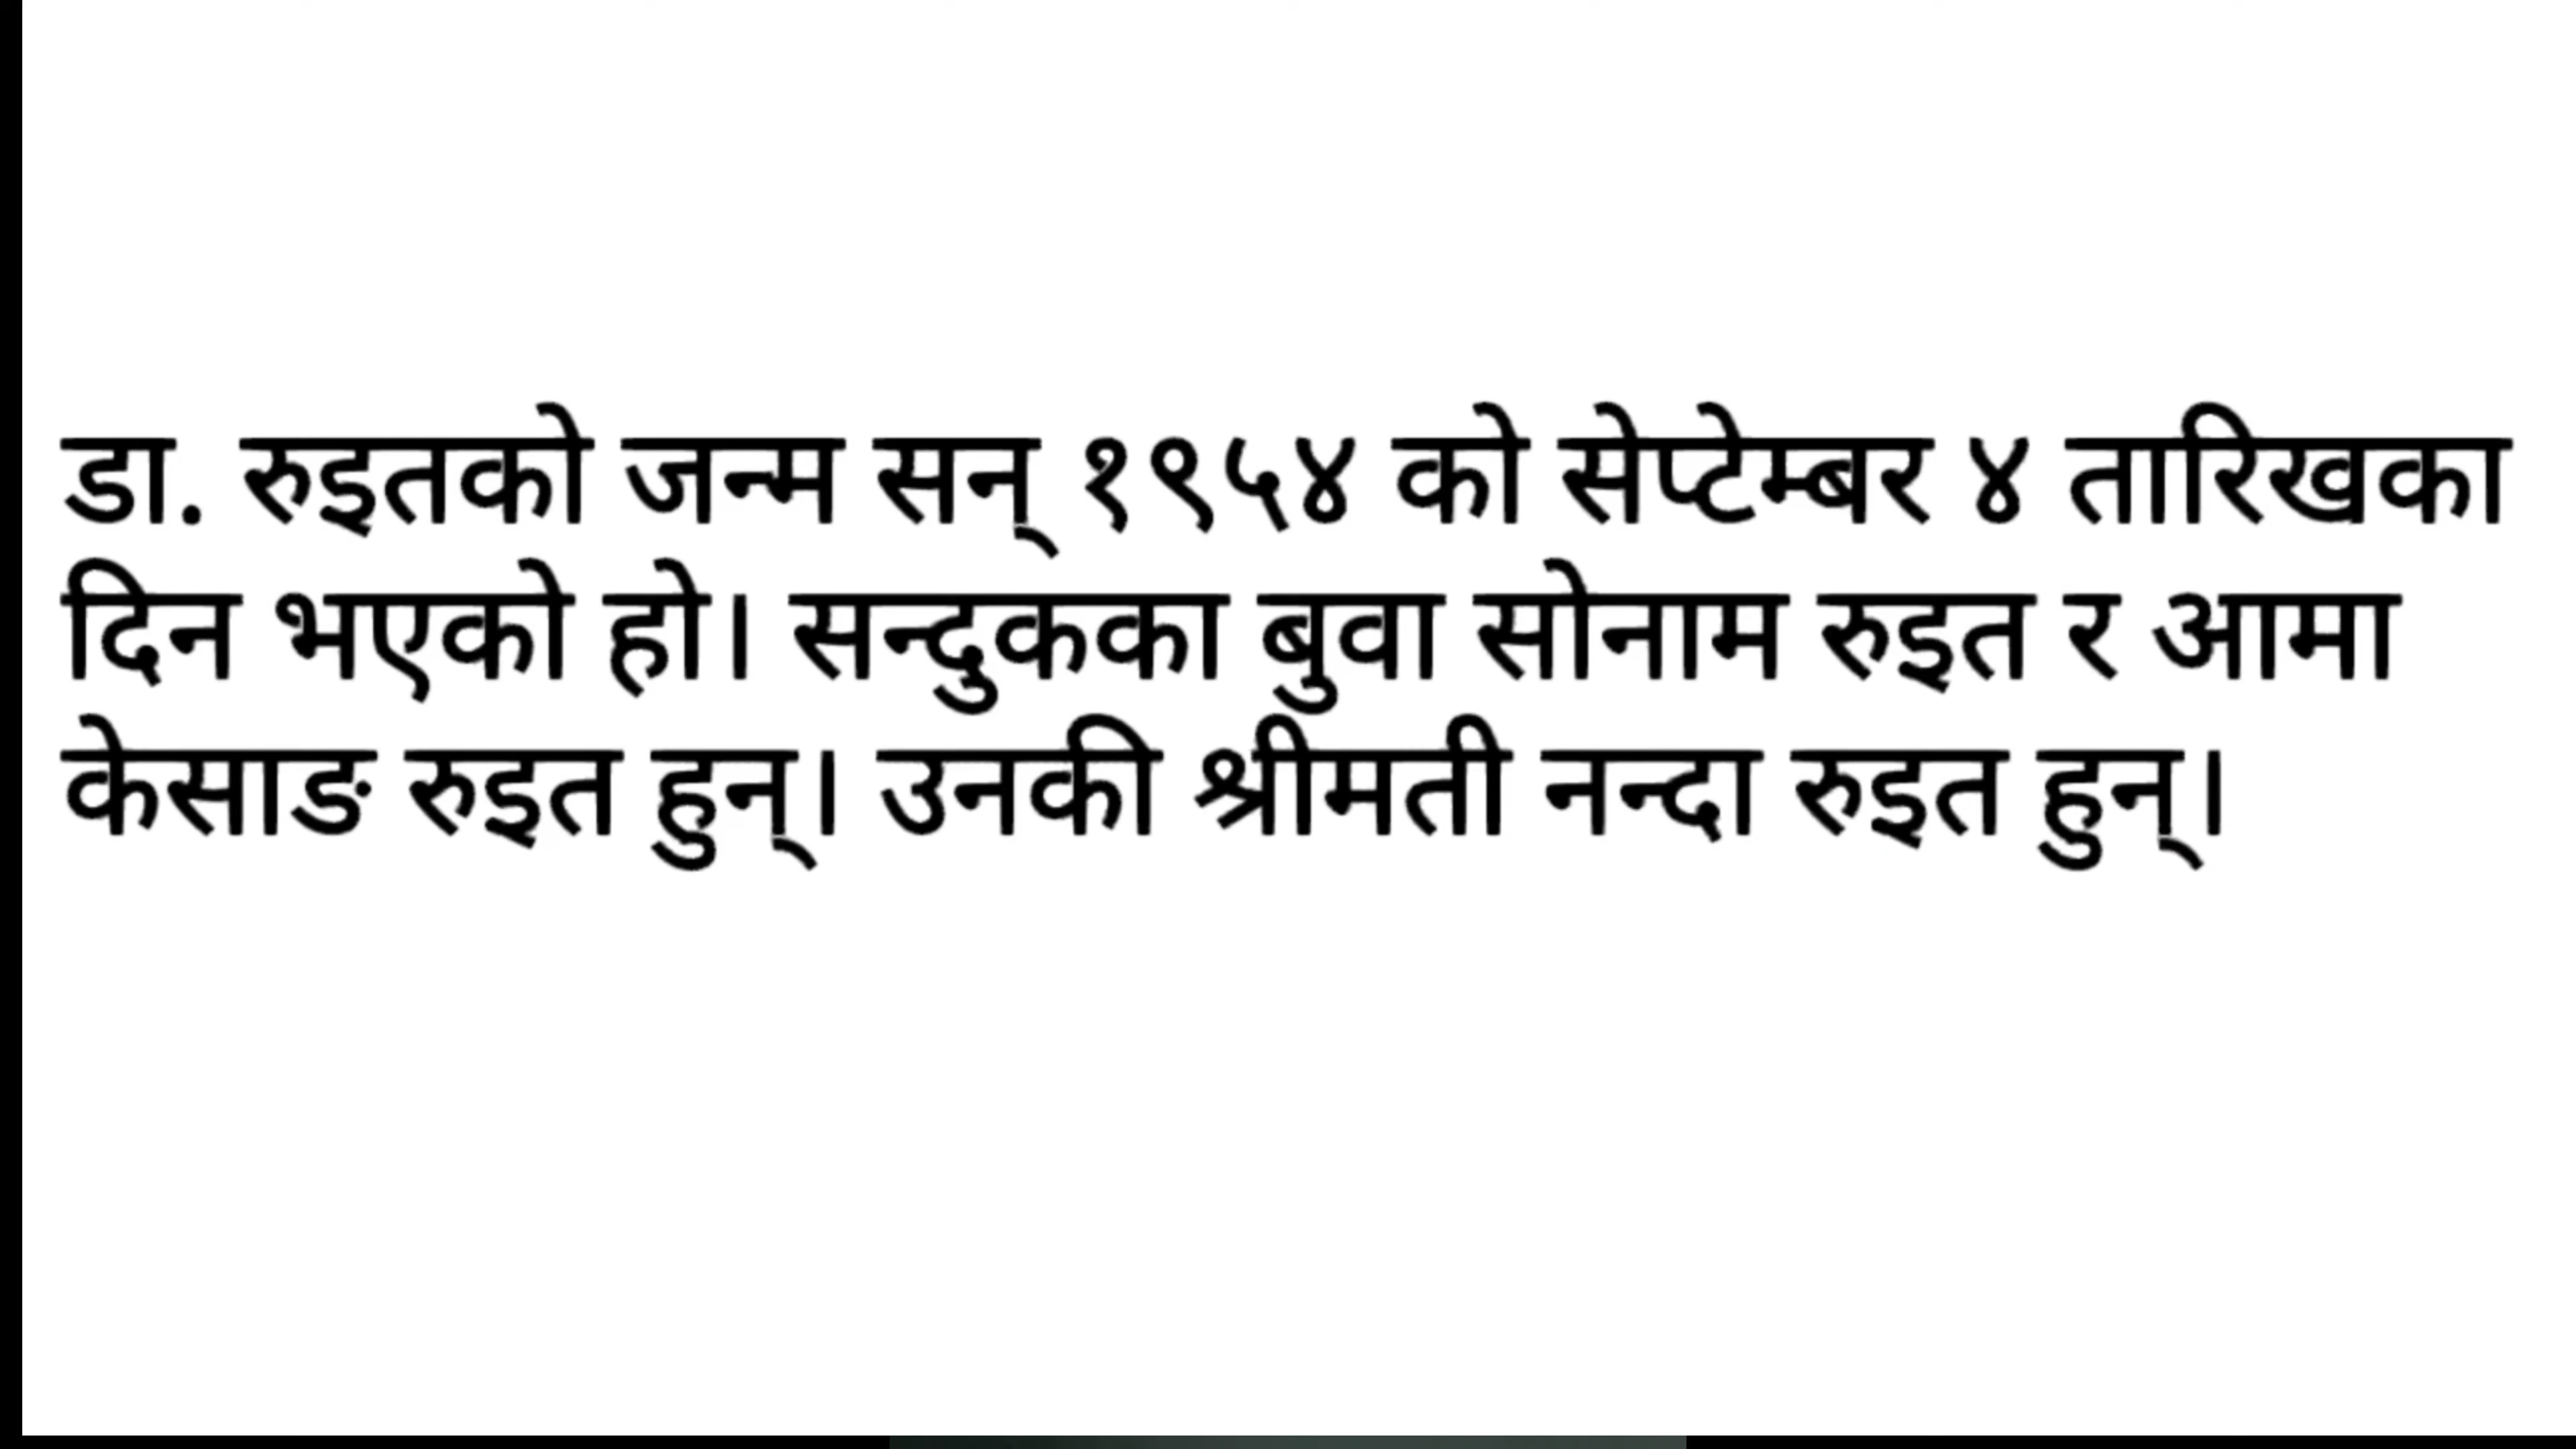 डा. रुइतको जन्म सन् १९५४ को सेप्टेम्बर ४ तारिखका
दिन भएको हो। सन्दुकका बुवा सोनाम रुइत र आमा
केसाङ रुइत हुन्। उनकी श्रीमती नन्दा रुइत हुन्।